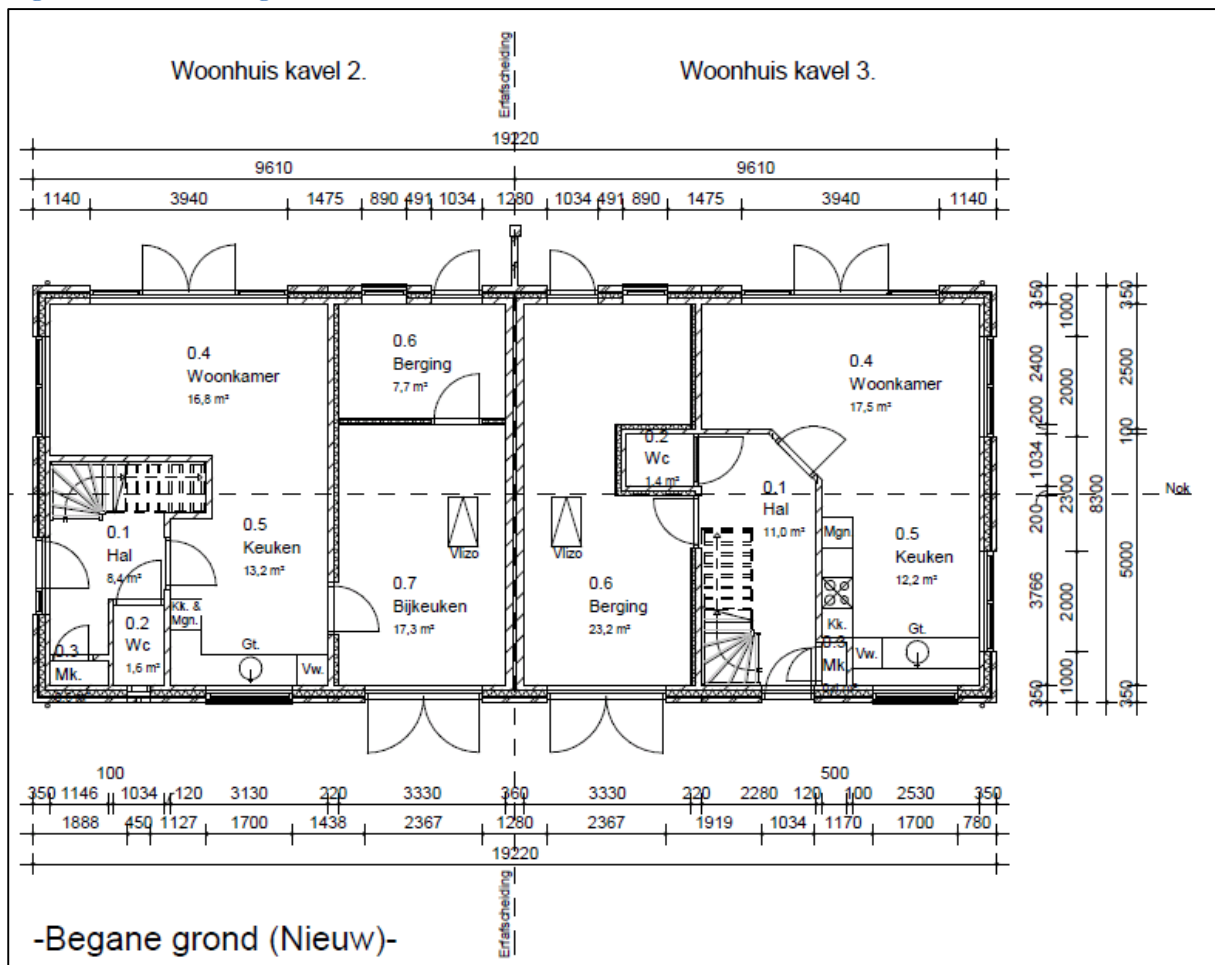 Erfafscheiding
Woonhuis kavel 2.
Woonhuis kavel 3.
19220
9610
9610
1140
3940
1475
890
491
1034
1280
1034
491
890
1475
3940
1140
0.4
Woonkamer
16,8 m²
0.6
Berging
7,7 m²
0.4
Woonkamer
17,5 m²
0.2
Wc
1,4 m²
0.1
Hal
8,4 m²
0.5
Keuken
13,2 m²
Vlizo
Vlizo
0.1
Hal
11,0 m²
Mgn.
0.5
Keuken
12,2 m²
0.7
Bijkeuken
17,3 m²
0.6
Berging
23,2 m²
Kk. &
Mgn.
0.2
Wc
1,6 m²
0.3
Mk.
Gt.
Vw.
Kk.
Gt.
0.3
Mk.
Vw.
Nok
350
2400
200
1034
200
3766
350
1000
2000
2300
2000
1000
8300
350
2500
100
5000
350
100
500
350
1146
1034
120
3130
220
3330
360
3330
220
2280
120
100
2530
350
1888
450
1127
1700
1438
2367
1280
2367
1919
1034
1170
1700
780
19220
Erfafscheiding
-Begane grond (Nieuw)-